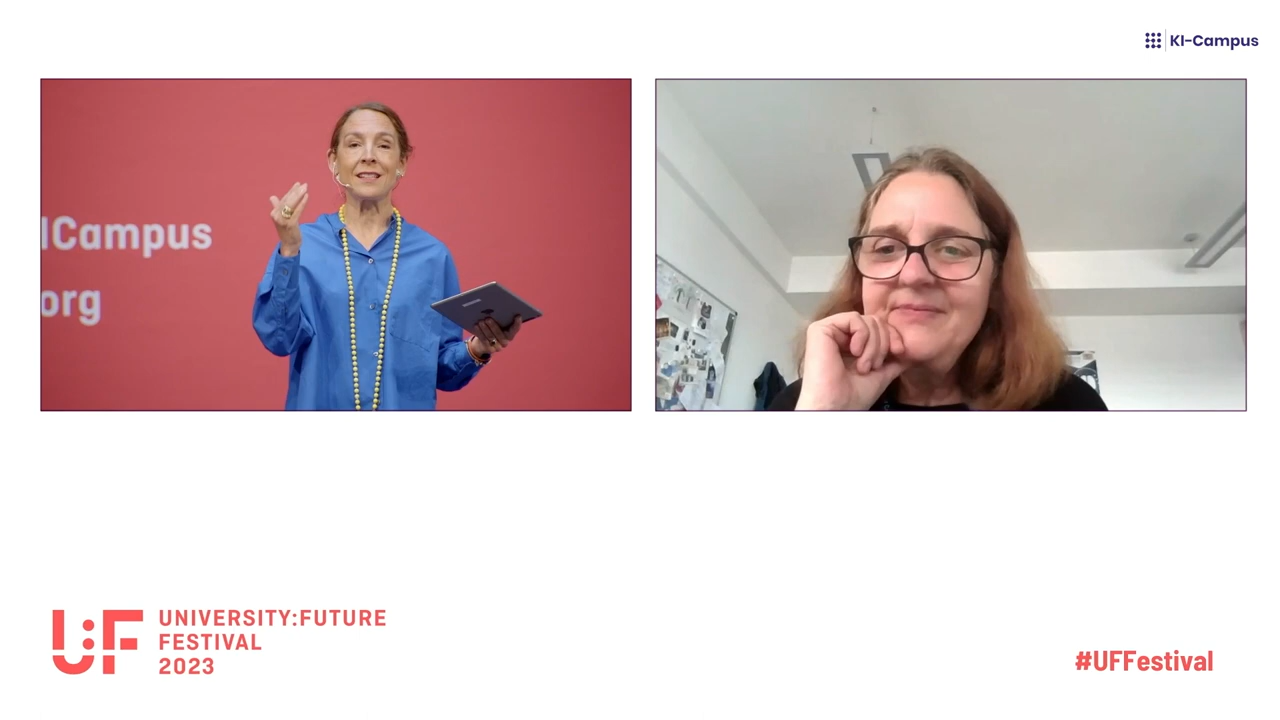 KI-Campus
ICampus
org
U:F
UNIVERSITY:FUTURE
FESTIVAL
2023
#UFFestival